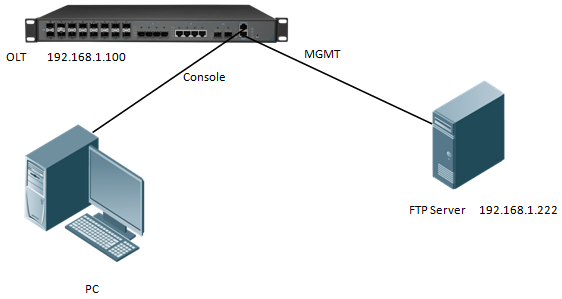 OLT 192.168.1.100
MGMT
Console
FTP Server 192.168.1.222
PC